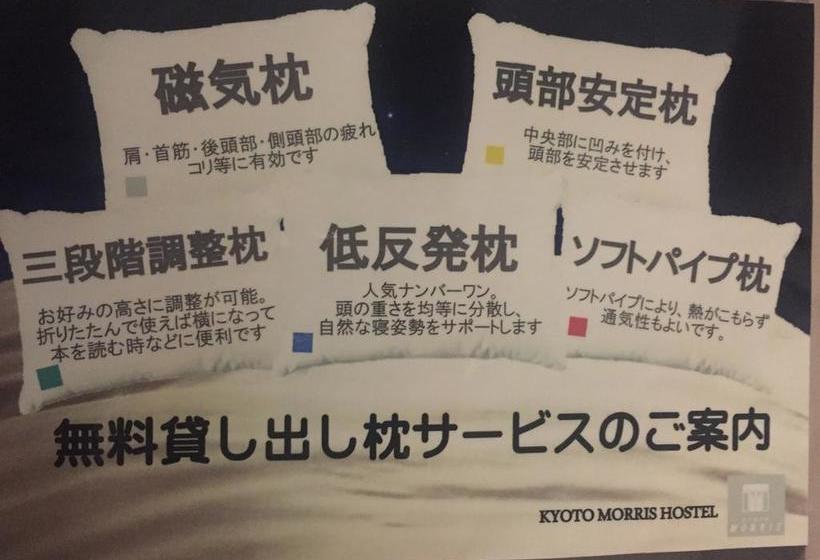 磁気枕
肩・首筋・後頭部・側頭部の疲れ
コリ等に有効です
頭部安定枕
中央部に凹みを付け、
頭部を安定させます
三段階調整枕
お好みの高さに調整が可能。
折りたたんで使えば横になって
本を読む時などに便利です
低反発枕
人気ナンバーワン。
頭の重さを均等に分散し、
自然な寝姿勢をサポートします
ソフトパイプ枕
ソフトパイプにより、熱がこもらず
通気性もよいです。
無料貸し出し枕サービスのご案内
KYOTO MORRIS HOSTEL
MORRIS